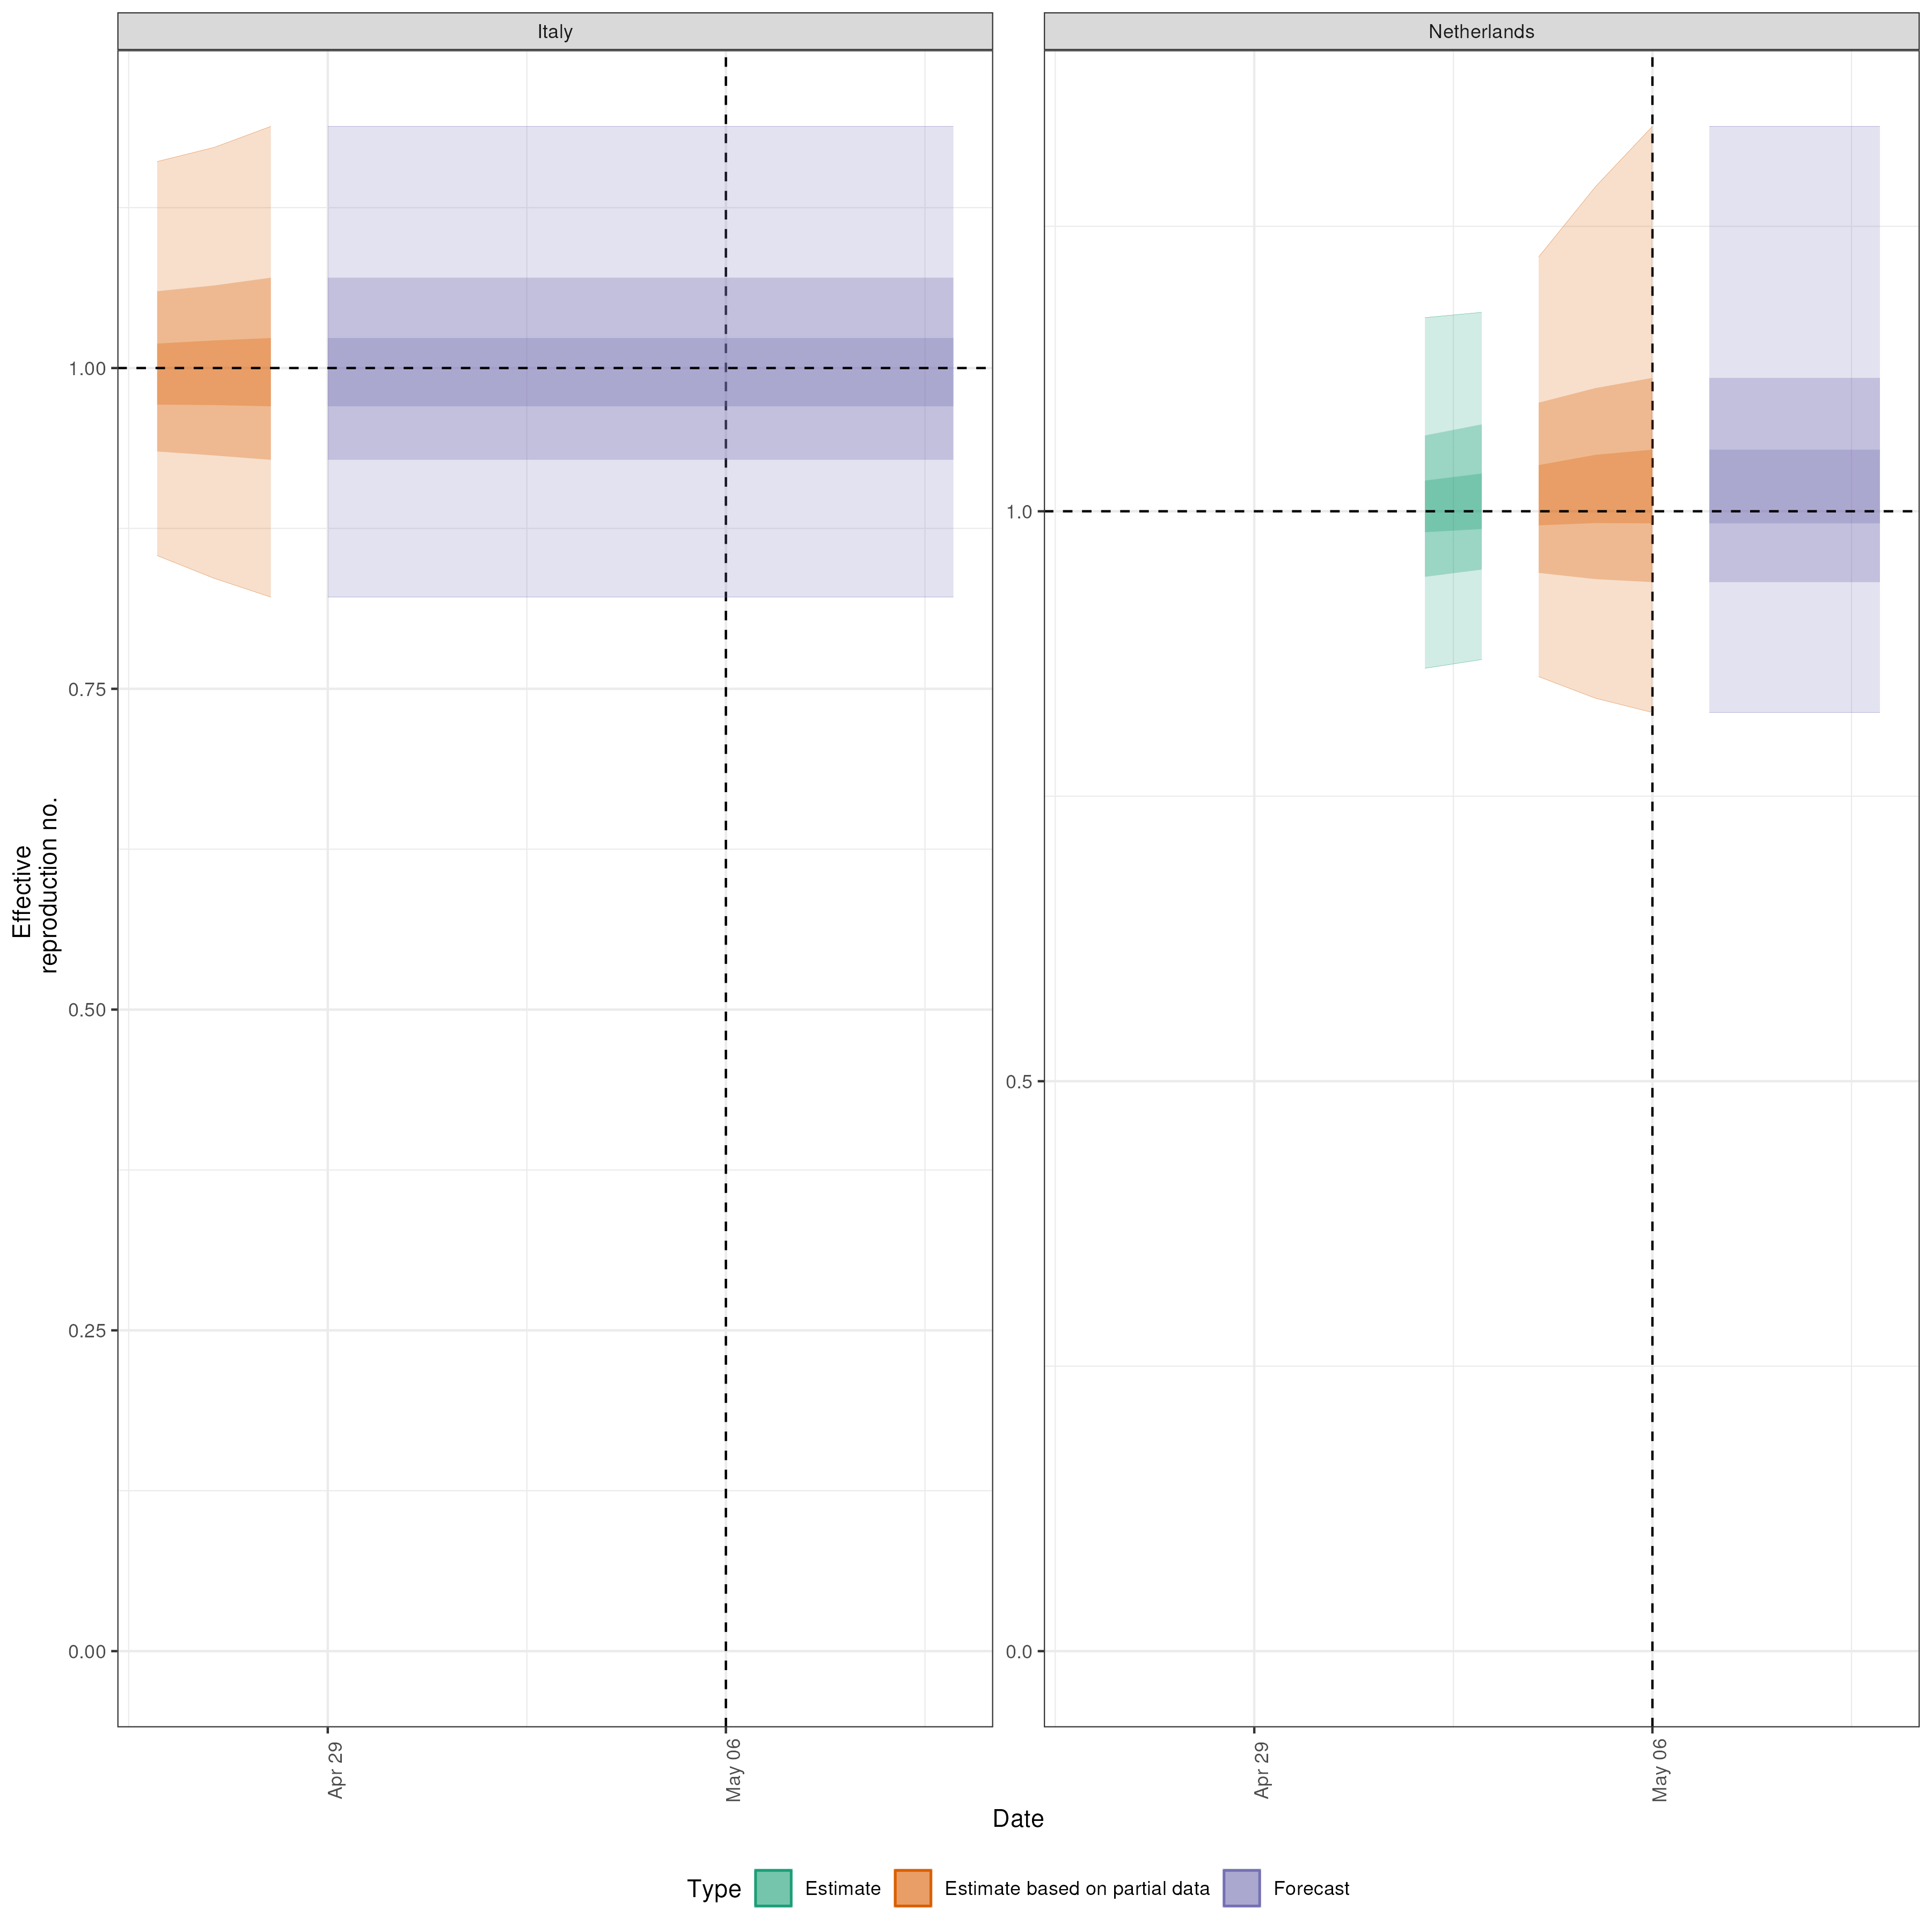 Italy
Netherlands
Effective
reproduction no.
1.00
0.75
0.50
0.25
0.00
1.0
0.5
0.0
Apr 29
May 06
Apr 29
May 06
Date
Type Estimate Estimate based on partial data Forecast